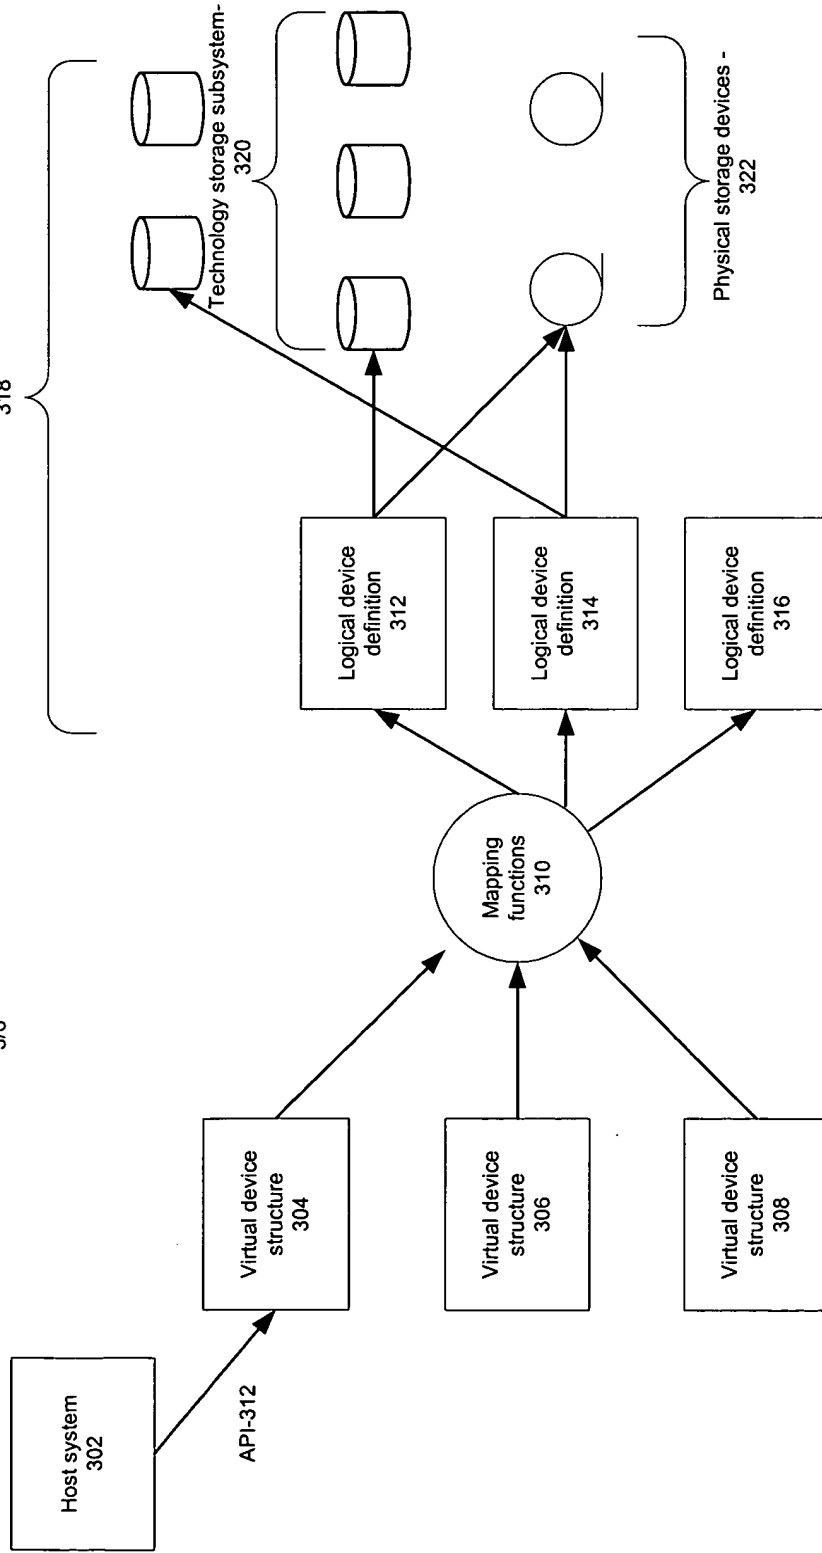 318
Host system
302
API-312
Virtual device
structure
304
Virtual device
structure
306
Virtual device
structure
308
Mapping
functions
310
Logical device
definition
312
Logical device
definition
314
Logical device
definition
316
Technology storage subsystem-
320
Physical storage devices -
322